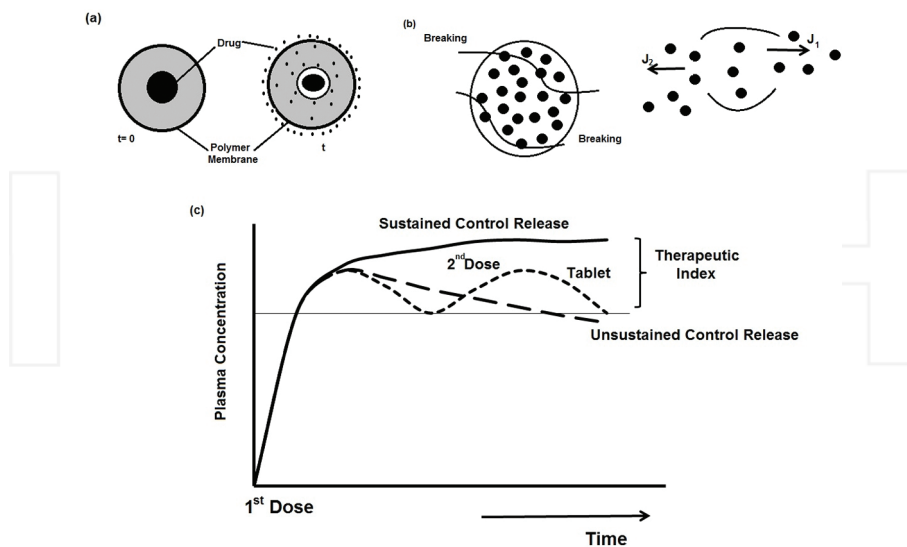 (a)
Drug
t= 0
Polymer
Membrane
t
(b)
Breaking
Breaking
J2
J1
(c)
Sustained Control Release
2nd Dose
Tablet
Therapeutic
Index
Unsustained Control Release
Plasma Concentration
1st Dose
Time